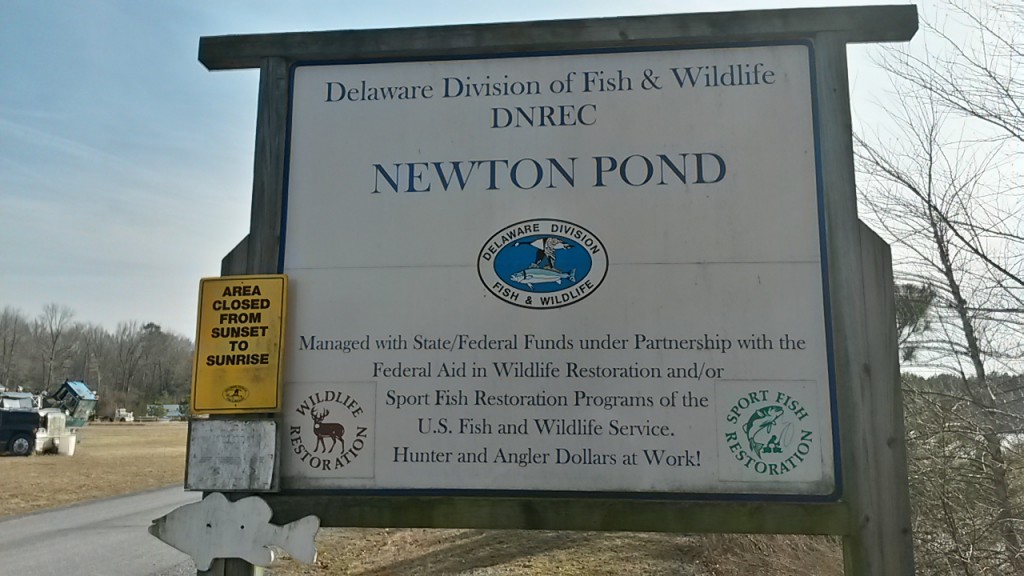 Delaware Division of Fish & Wildlife
DNREC
NEWTON POND
DELAWARE DIVISION
FISH & WILDLIFE
AREA
CLOSED
FROM
SUNSET
TO
SUNRISE
Managed with State/Federal Funds under Partnership with the
Federal Aid in Wildlife Restoration and/or
Sport Fish Restoration Programs of the
U.S. Fish and Wildlife Service.
Hunter and Angler Dollars at Work!
WILDLIFE
RESTORATION
SPORT FISH
RESTORATION